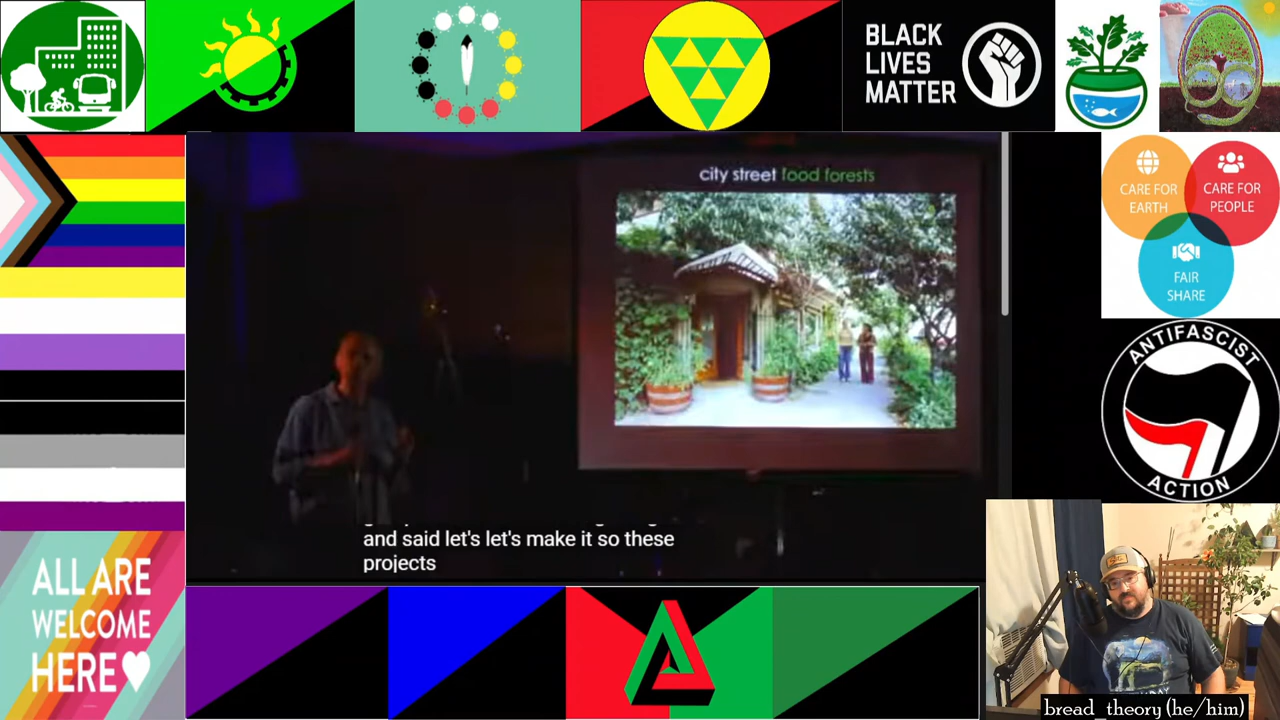 BLACK
LIVES
MATTER
city street food forests
CARE FOR
EARTH
CARE FOR
PEOPLE
FAIR
SHARE
ANTIFASCIST
ACTION
and said let's let's make it so these
projects
ALL ARE
WELCOME
HERE
bread_theory (he/him)